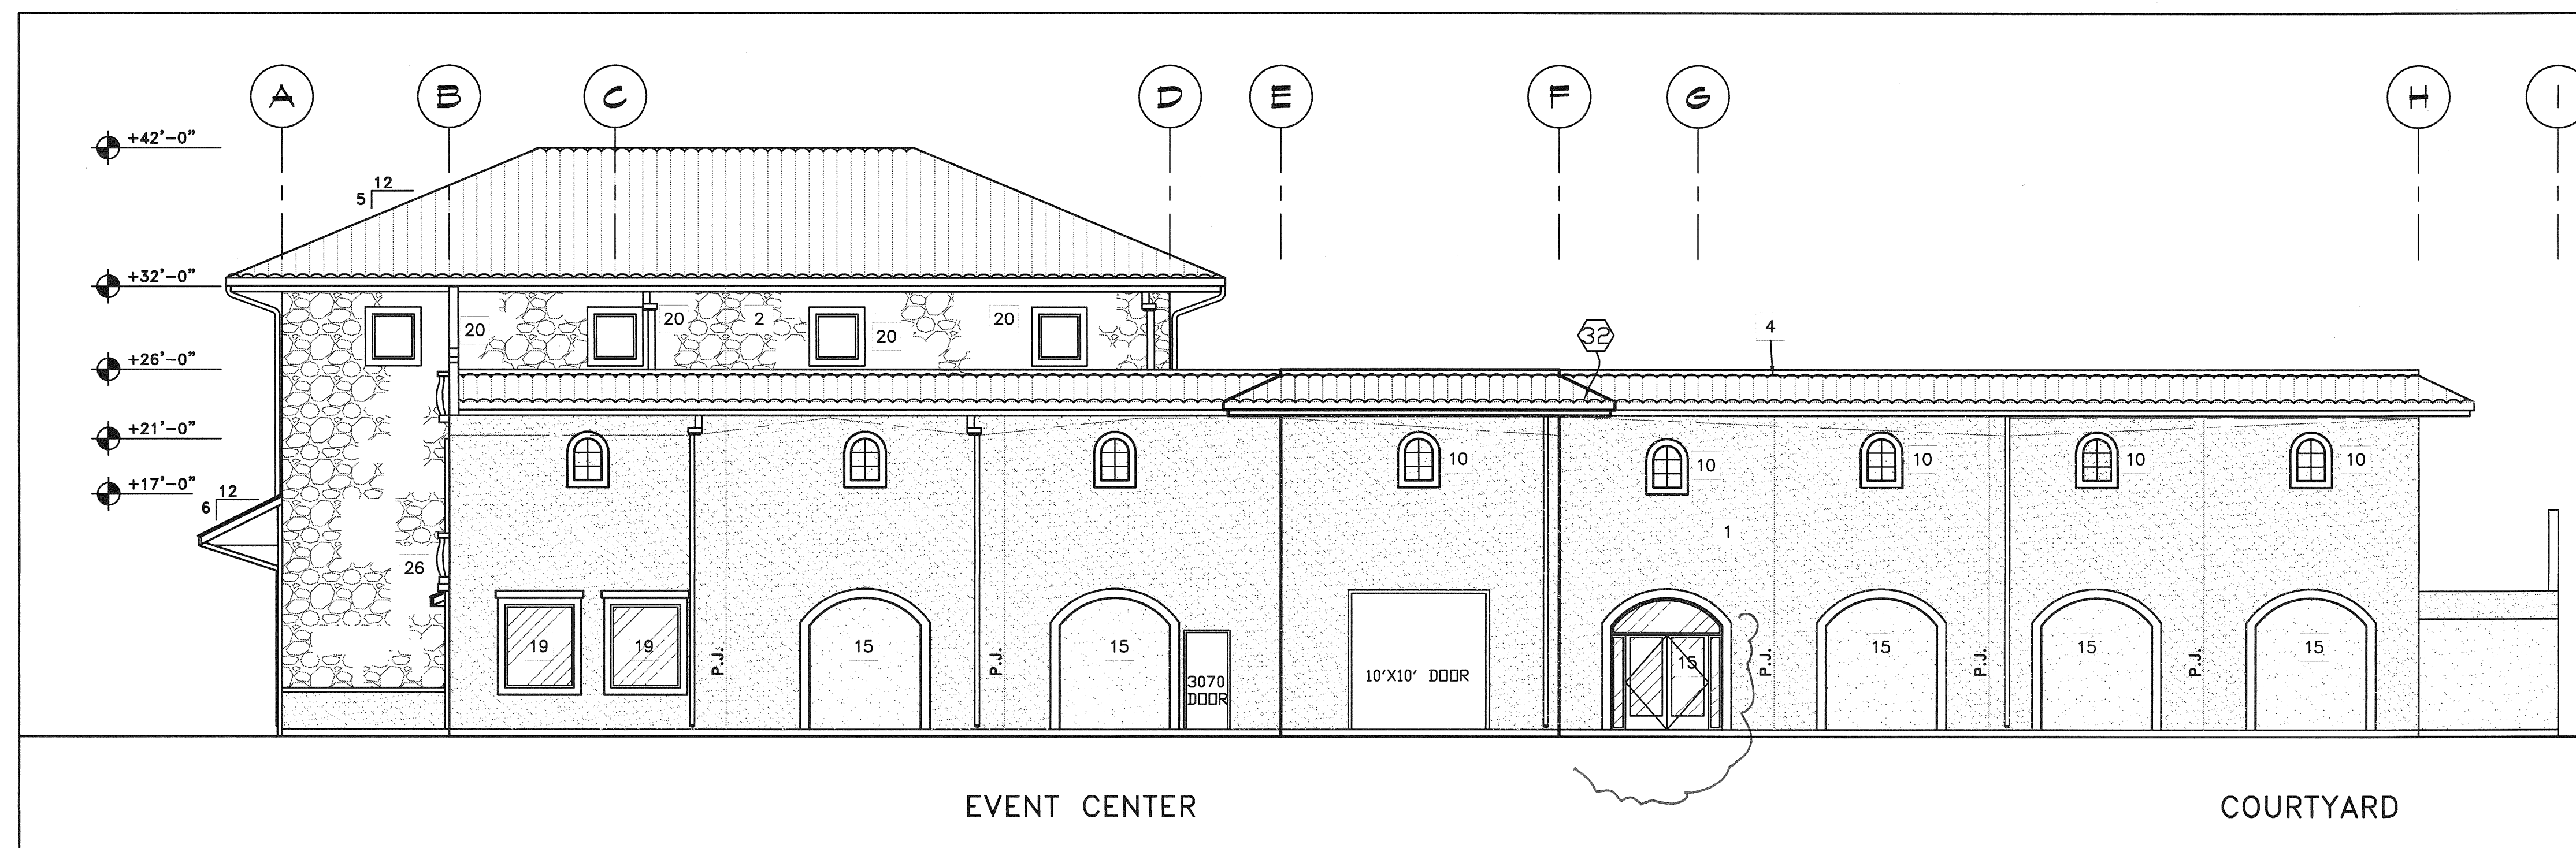 A B C D E F G H I
+42'-0"
12
5
+32'-0"
20 20 2 20 20
32
4
+26'-0"
+21'-0"
10 10 10 10 10
+17'-0"
12
6
1
26
19 19 P.J. 15 P.J. 15 15 P.J. 15 P.J. 15 P.J. 15
3070
DOOR
10'X10' DOOR
EVENT CENTER
COURTYARD